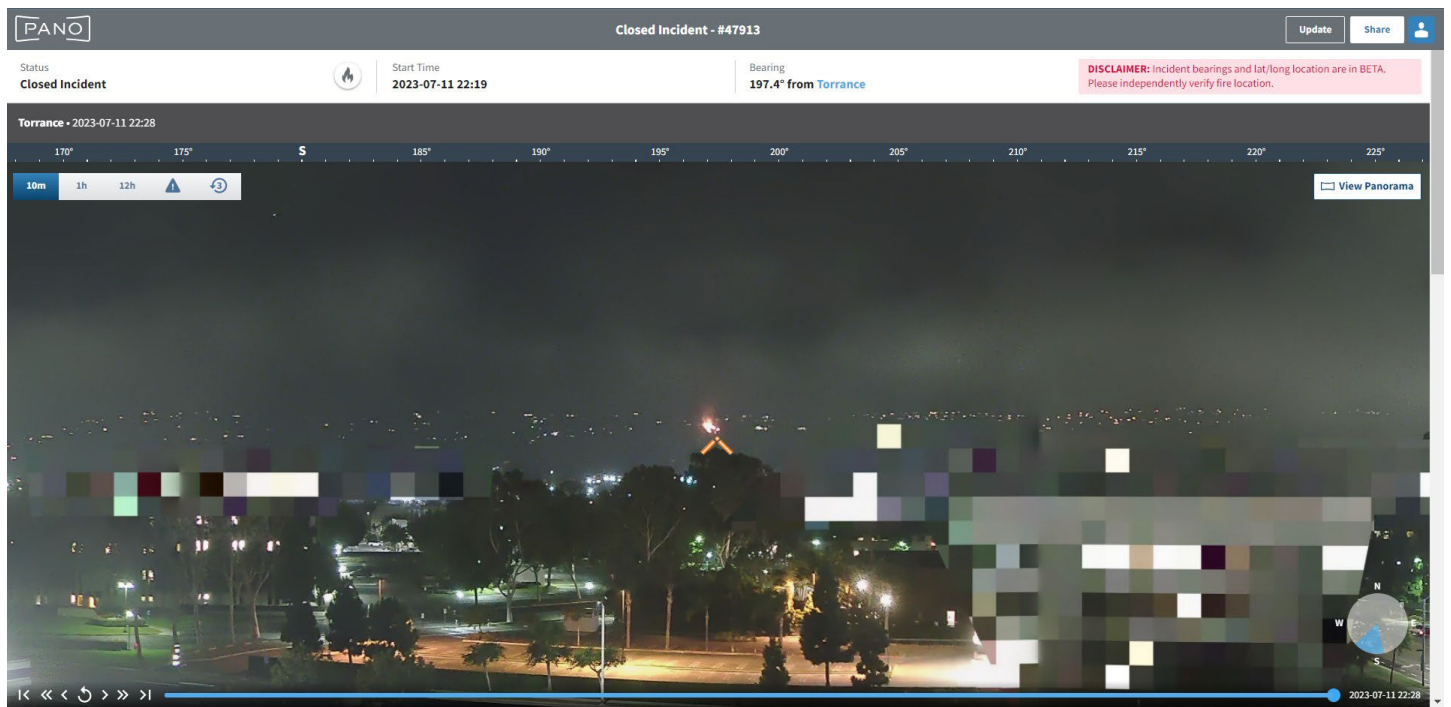 PANO
Closed Incident - #47913
Update
Share
Status
Closed Incident
Start Time
2023-07-11 22:19
Bearing
197.4° from Torrance
DISCLAIMER: Incident bearings and lat/long location are in BETA.
Please independently verify fire location.
Torrance • 2023-07-11 22:28
170° 175° S 185° 190° 195° 200° 205° 210° 215° 220° 225°
10m 1h 12h 3
View Panorama
N
W E
S
2023-07-11 22:28